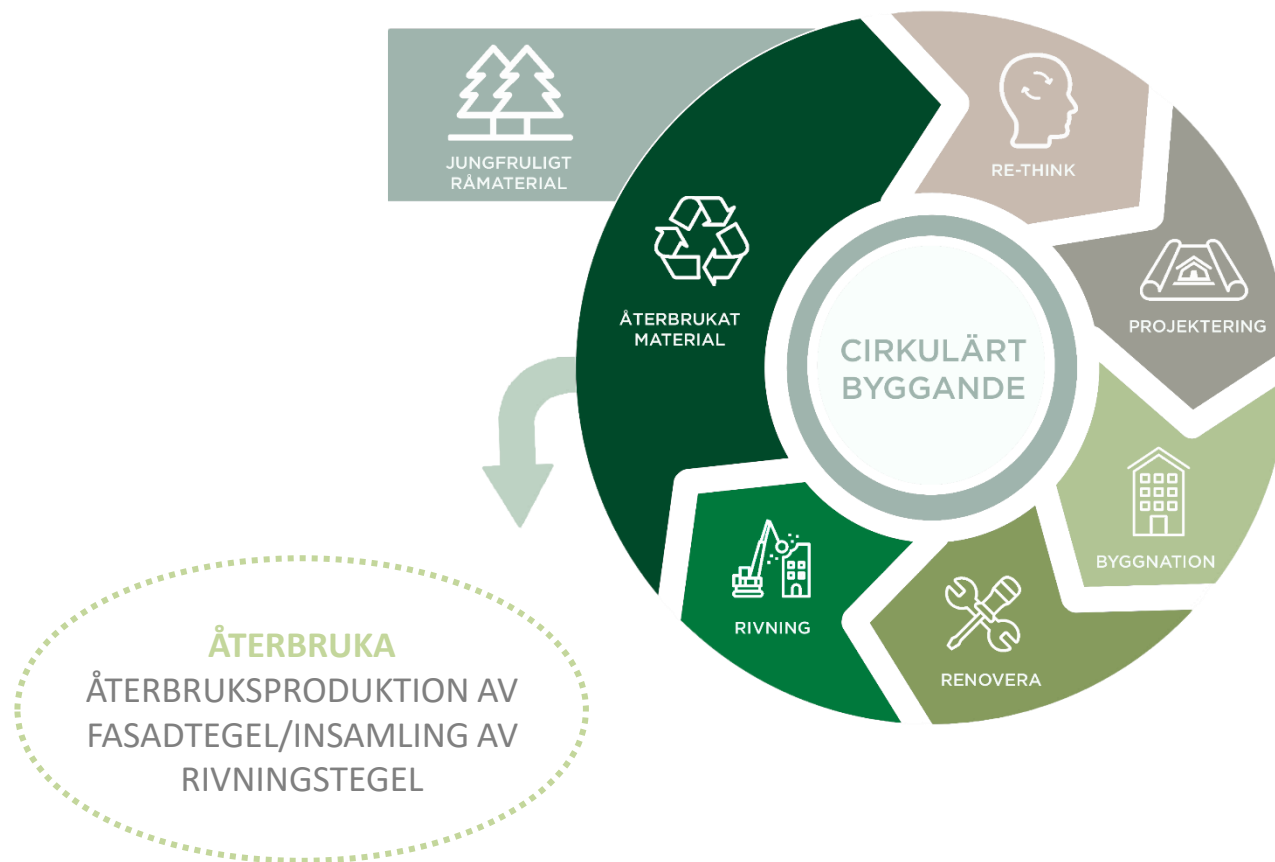 JUNGFRULIGT
RÅMATERIAL
RE-THINK
PROJEKTERING
BYGGNATION
RENOVERA
RIVNING
ÅTERBRUKAT
MATERIAL
CIRKULÄRT
BYGGANDE
ÅTERBRUKA
ÅTERBRUKSPRODUKTION AV
FASADTEGEL/INSAMLING AV
RIVNINGSTEGEL